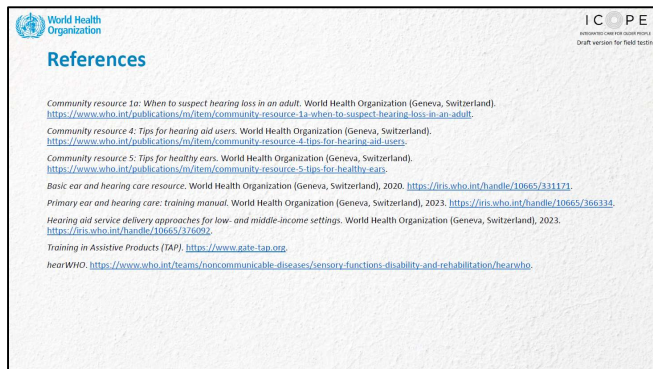 World Health
Organization
ICOPE
INTEGRATED CARE FOR OLDER PEOPLE
Draft version for field testin
References
Community resource 1a: When to suspect hearing loss in an adult. World Health Organization (Geneva, Switzerland).
https://www.who.int/publications/m/item/community-resource-1a-when-to-suspect-hearing-loss-in-an-adult.
Community resource 4: Tips for hearing aid users. World Health Organization (Geneva, Switzerland).
https://www.who.int/publications/m/item/community-resource-4-tips-for-hearing-aid-users.
Community resource 5: Tips for healthy ears. World Health Organization (Geneva, Switzerland).
https://www.who.int/publications/m/item/community-resource-5-tips-for-healthy-ears.
Basic ear and hearing care resource. World Health Organization (Geneva, Switzerland), 2020. https://iris.who.int/handle/10665/331171.
Primary ear and hearing care: training manual. World Health Organization (Geneva, Switzerland), 2023. https://iris.who.int/handle/10665/366334.
Hearing aid service delivery approaches for low- and middle-income settings. World Health Organization (Geneva, Switzerland), 2023.
https://iris.who.int/handle/10665/376092.
Training in Assistive Products (TAP). https://www.gate-tap.org.
hearWHO. https://www.who.int/teams/noncommunicable-diseases/sensory-functions-disability-and-rehabilitation/hearwho.